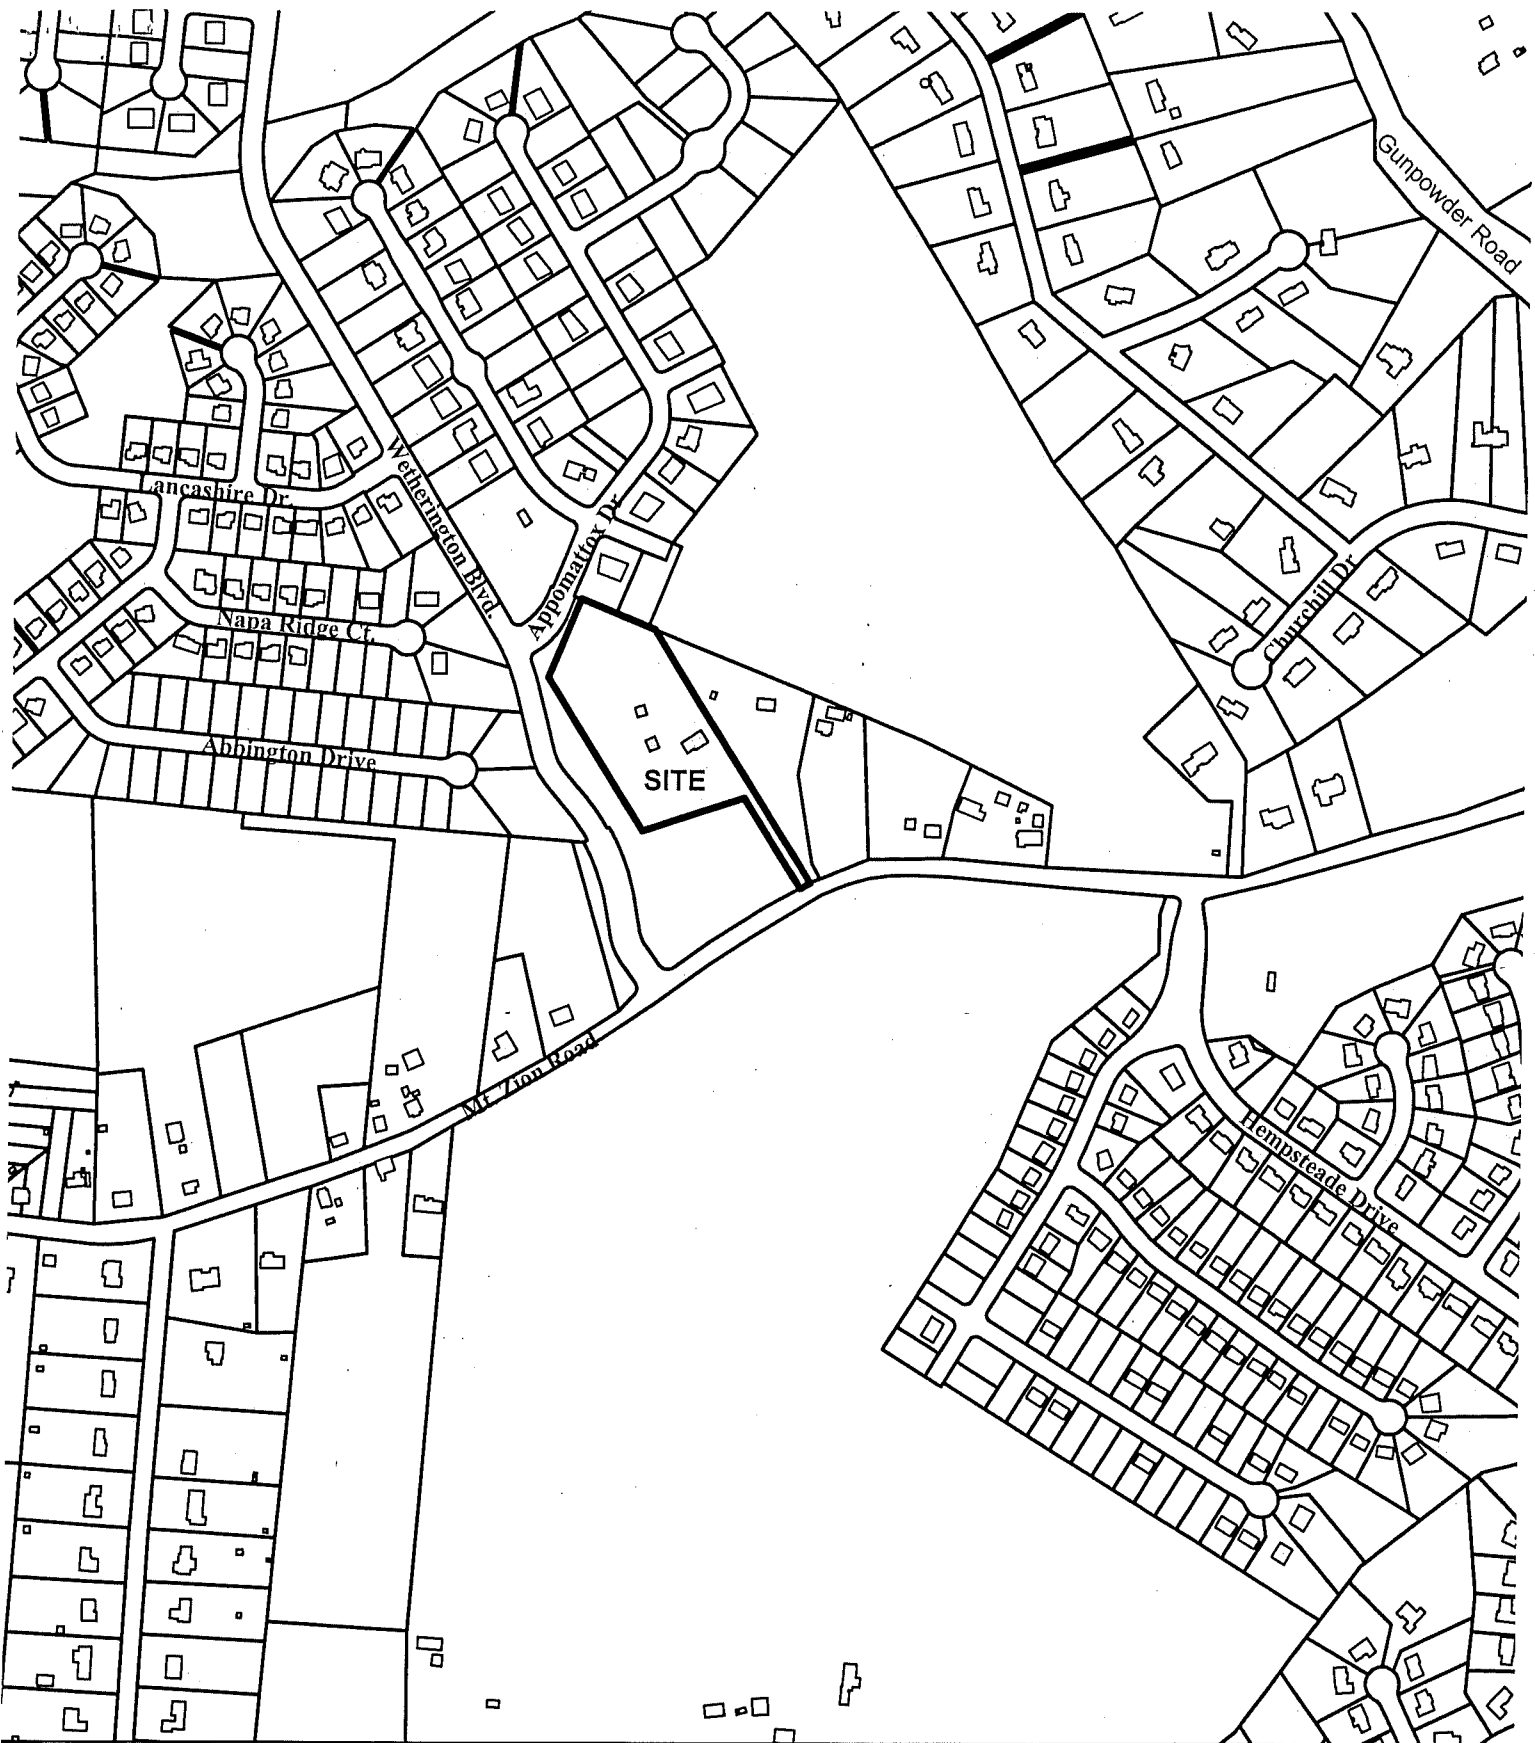 Gunpowder Road
Wetherington Blvd.
Lancashire Dr.
Appomattox Dr
Churchill Dr
Napa Ridge Ct.
Abbington Drive
SITE
Mt. Zion Road
Hempsteade Drive